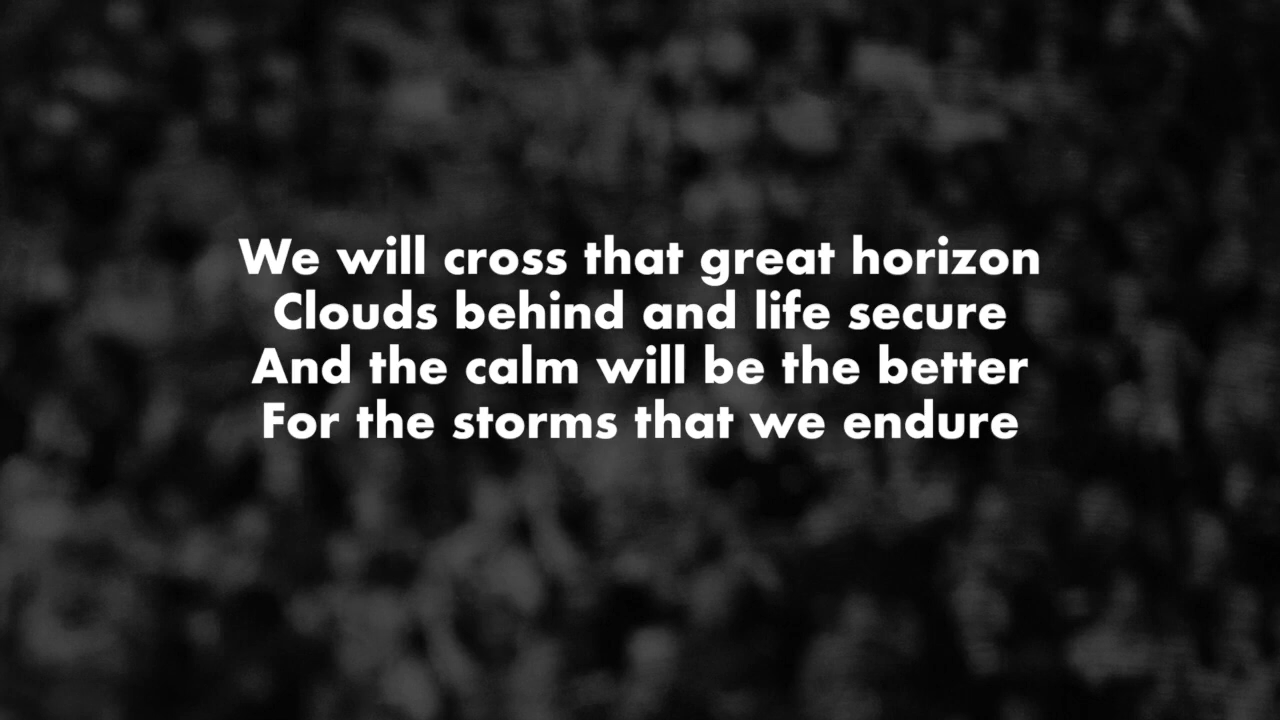 We will cross that great horizon
Clouds behind and life secure
And the calm will be the better
For the storms that we endure